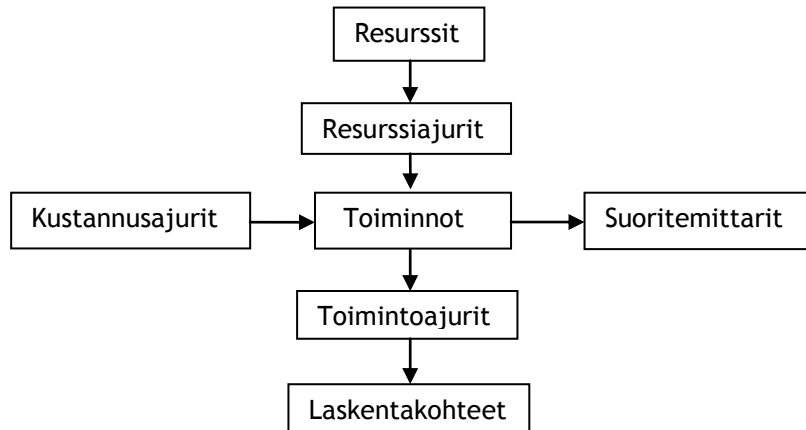 Resurssit
Resurssiajurit
Kustannusajurit
Toiminnot
Suoritemittarit
Toimintoajurit
Laskentakohteet